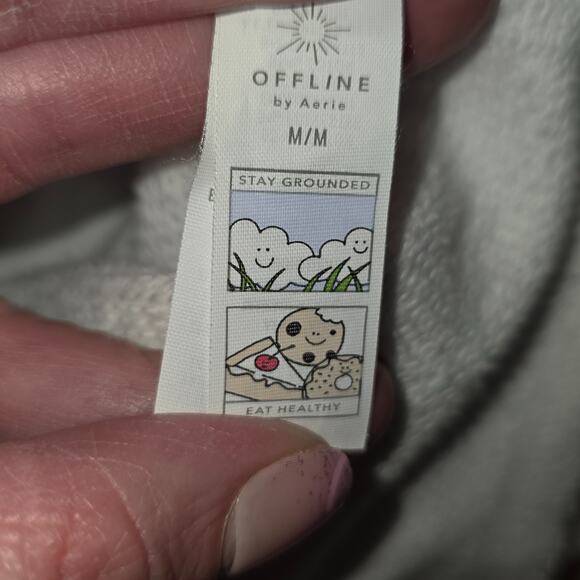 OFFLINE
by Aerie
M/M
STAY GROUNDED
EAT HEALTHY